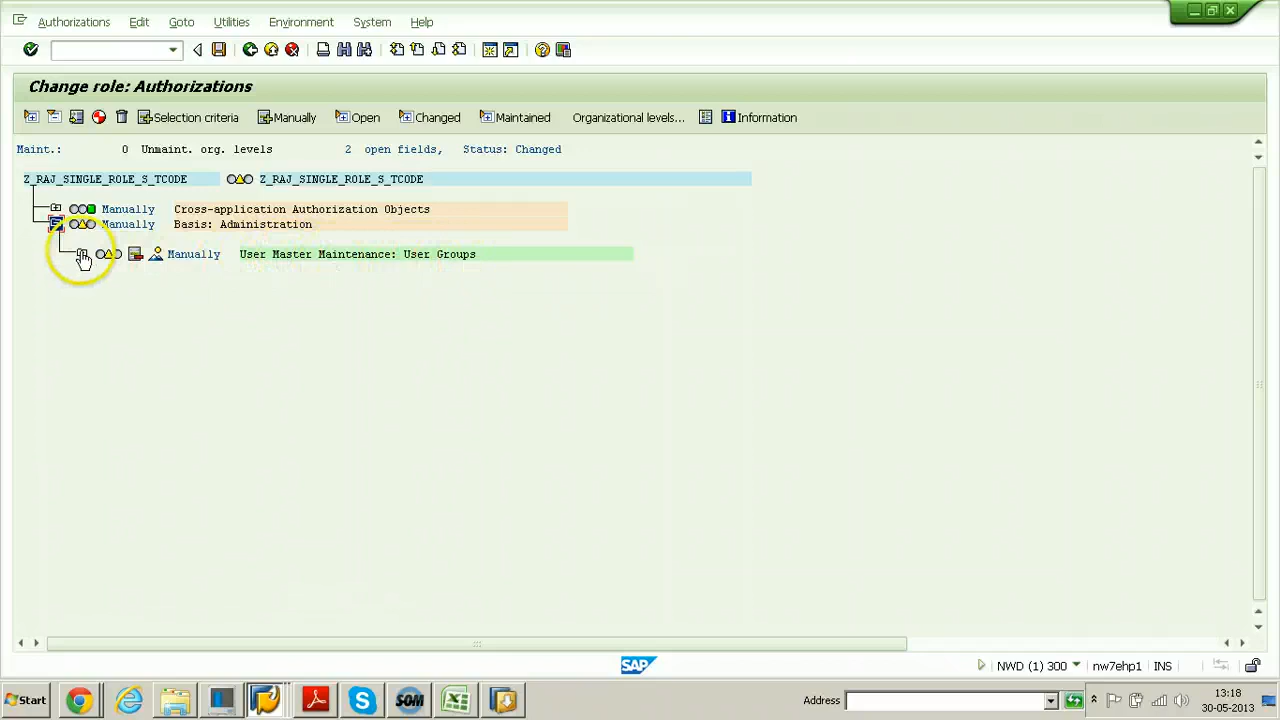 Authorizations Edit Goto Utilities Environment System Help
Change role: Authorizations
Selection criteria Manually Open Changed Maintained Organizational levels... Information
Maint.: 0 Unmaint. org. levels 2 open fields, Status: Changed
Z_RAJ_SINGLE_ROLE_S_TCODE Z_RAJ_SINGLE_ROLE_S_TCODE
Manually Cross-application Authorization Objects
Manually Basis: Administration
Manually User Master Maintenance: User Groups
SAP NWD (1) 300 nw7ehp1 INS
Start SOM Address 13:18
30-05-2013